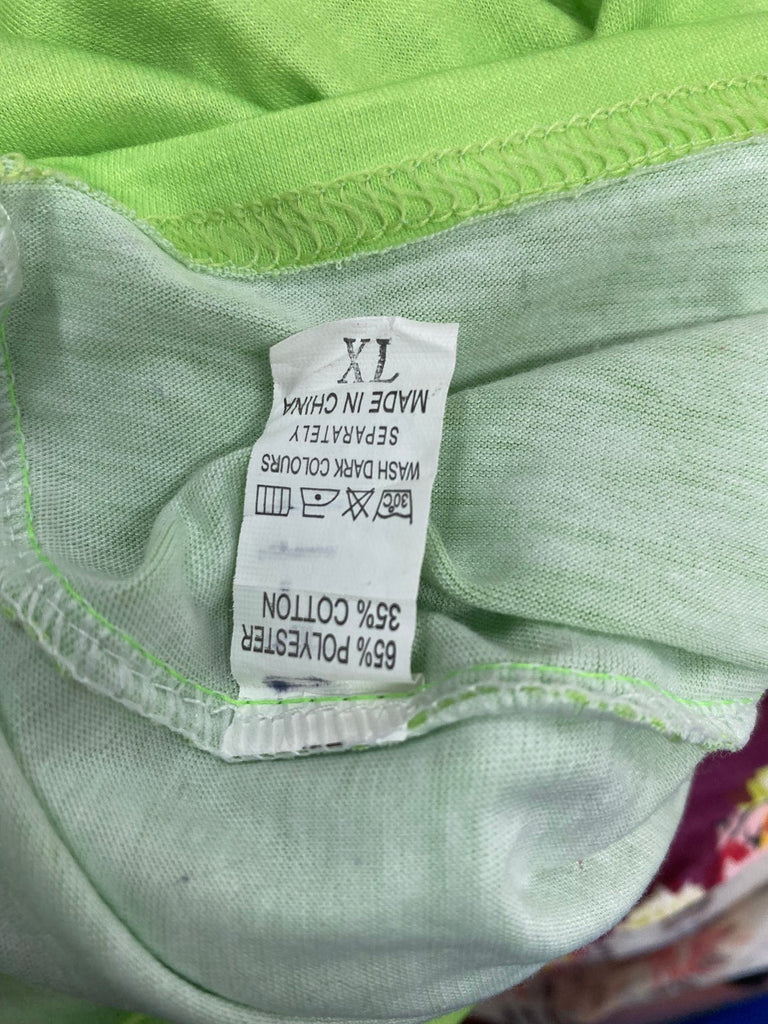 65% POLYESTER
35% COTTON
30°C
WASH DARK COLOURS
SEPARATELY
MADE IN CHINA
XL